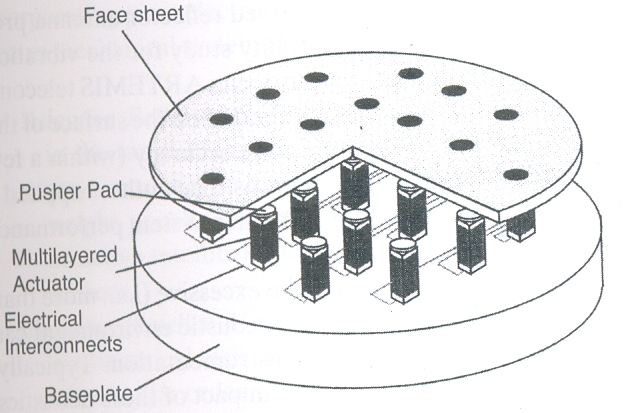 Face sheet
Pusher Pad
Multilayered
Actuator
Electrical
Interconnects
Baseplate